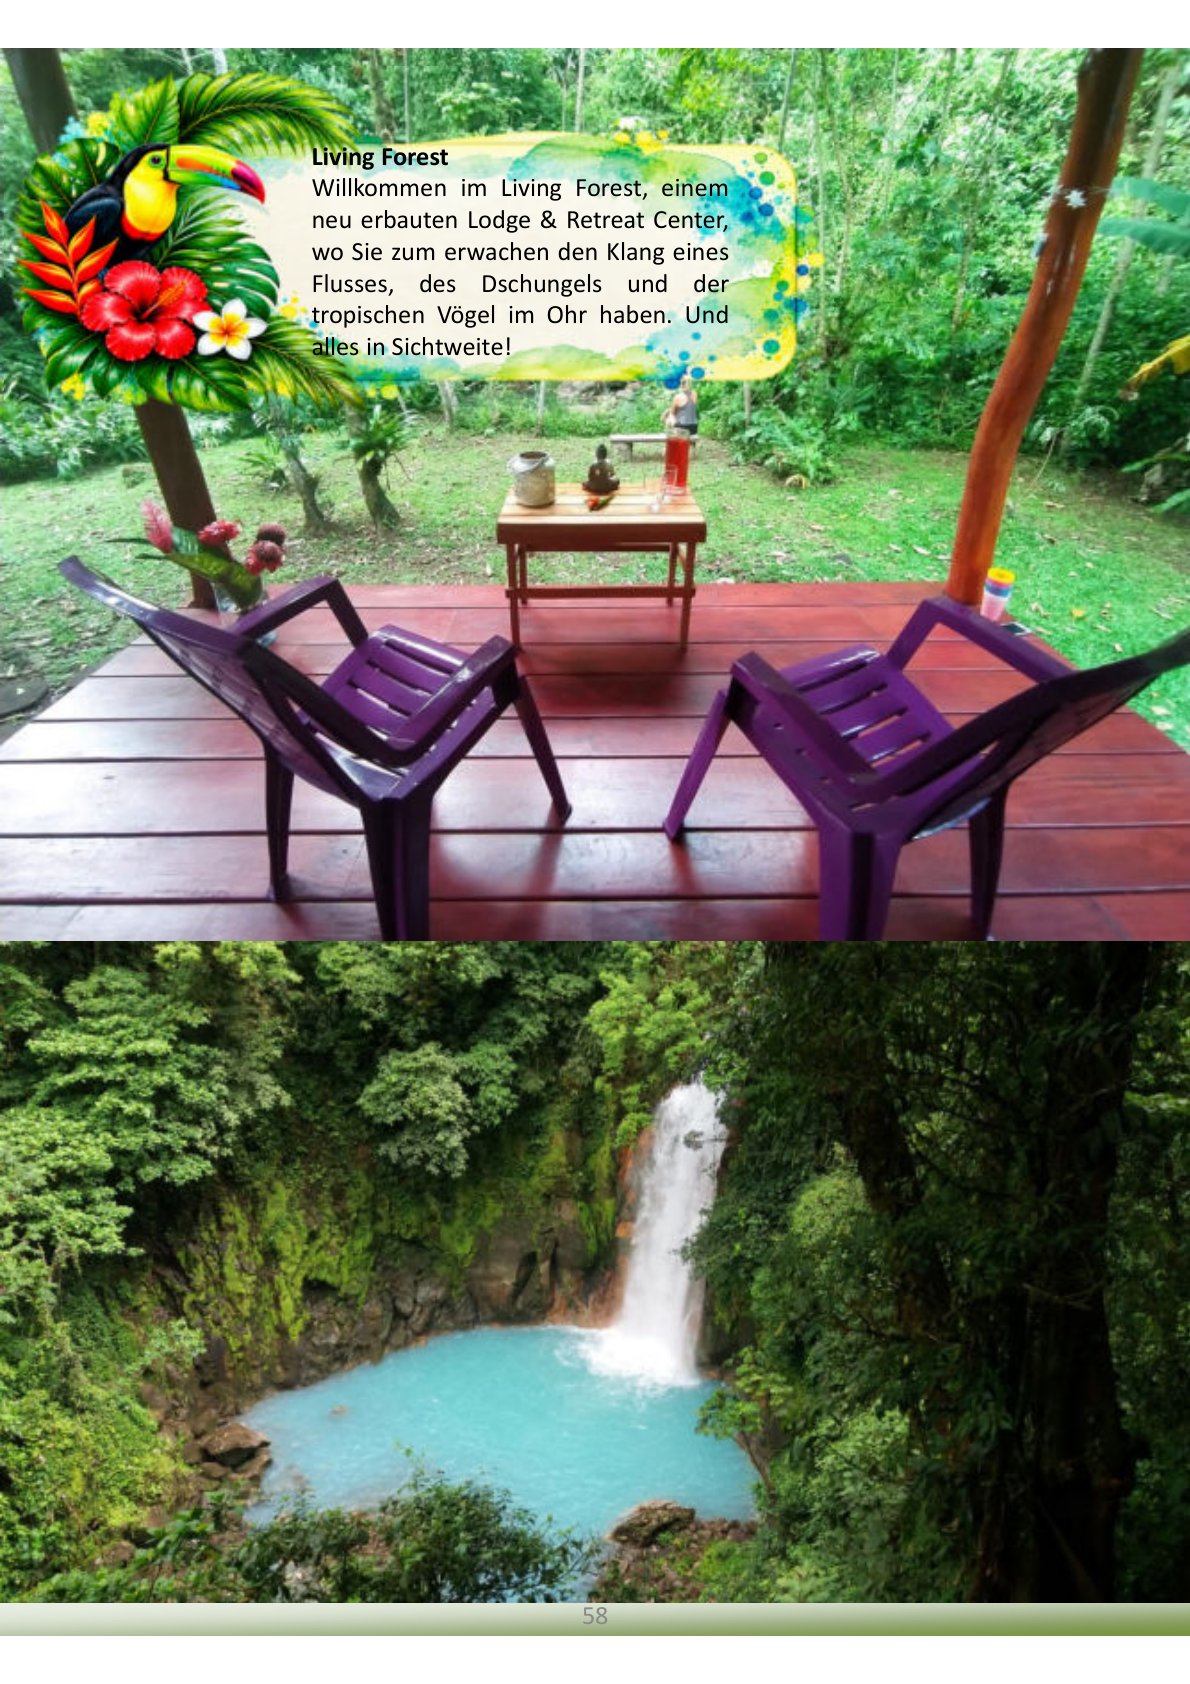 Living Forest
Willkommen im Living Forest, einem
neu erbauten Lodge & Retreat Center,
wo Sie zum erwachen den Klang eines
Flusses, des Dschungels und der
tropischen Vögel im Ohr haben. Und
alles in Sichtweite!
58